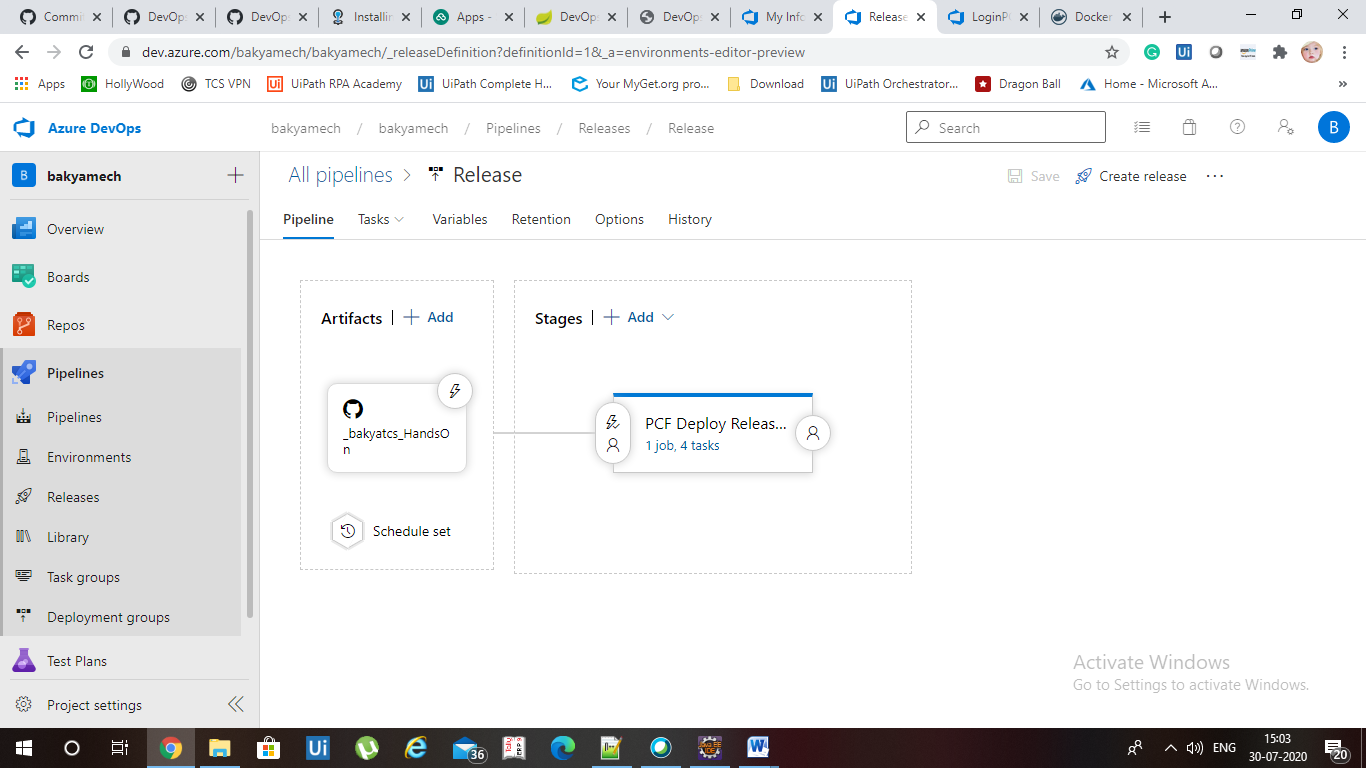 Commi
DevOp
DevOp
Installin
Apps -
DevOp
DevOp
My Info
Release
LoginP
Docker
dev.azure.com/bakyamech/bakyamech/_releaseDefinition?definitionId=1&_a=environments-editor-preview
Apps
HollyWood
TCS VPN
UiPath RPA Academy
UiPath Complete H...
Your MyGet.org pro...
Download
UiPath Orchestrator...
Dragon Ball
Home - Microsoft A...
»
Azure DevOps
bakyamech / bakyamech / Pipelines / Releases / Release
Search
B
B bakyamech
Overview
Boards
Repos
Pipelines
Pipelines
Environments
Releases
Library
Task groups
Deployment groups
Test Plans
Project settings
All pipelines > Release
Save
Create release
...
Pipeline
Tasks
Variables
Retention
Options
History
Artifacts | + Add
_bakyatcs_HandsO
n
Schedule set
Stages | + Add
PCF Deploy Releas...
1 job, 4 tasks
Activate Windows
Go to Settings to activate Windows.
Ui
36
ENG
15:03
30-07-2020
20